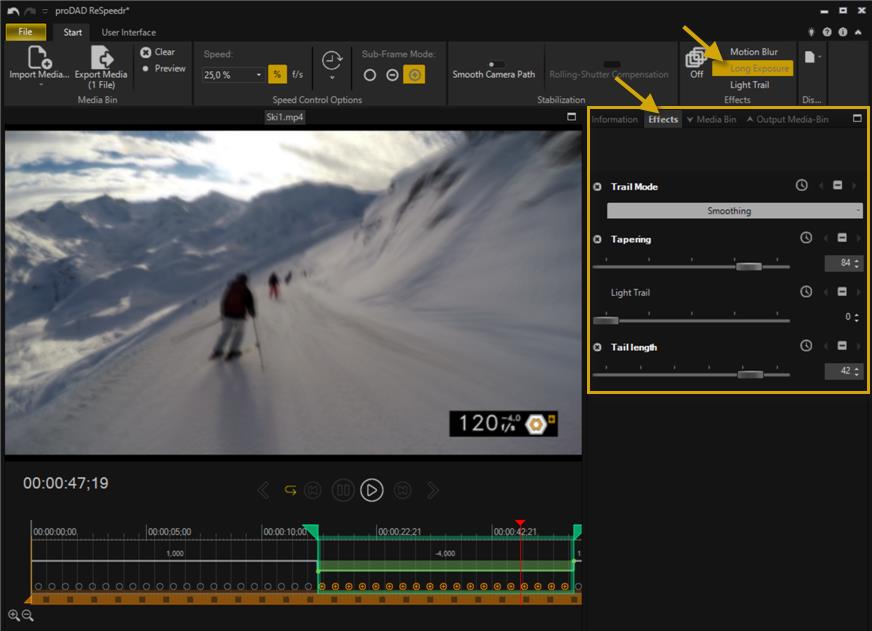 proDAD ReSpeedr*
File Start User Interface
Import Media... Export Media (1 File)
Clear
Preview
Media Bin
Speed:
25,0 % % f/s
Sub-Frame Mode:
Speed Control Options
Smooth Camera Path
Rolling-Shutter Compensation
Stabilization
Off
Motion Blur
Long Exposure
Light Trail
Effects
Dis...
Ski1.mp4
Information Effects Media Bin Output Media-Bin
Trail Mode
Smoothing
Tapering
84
Light Trail
0
Tail length
42
120 -4.0 f/s
00:00:47;19
00:00:00;00 00:00:05;00 00:00:10;00 00:00:22;21 00:00:42;21
1,000 -4,000 1